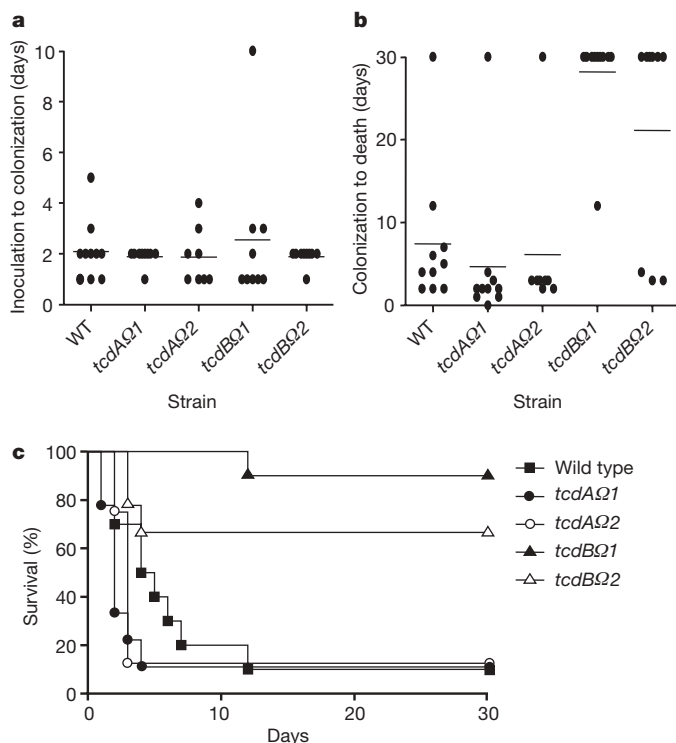 a
Inoculation to colonization (days)
10
8
6
4
2
0
WT
tcdAΩ1
tcdAΩ2
tcdBΩ1
tcdBΩ2
Strain
b
Colonization to death (days)
30
20
10
0
WT
tcdAΩ1
tcdAΩ2
tcdBΩ1
tcdBΩ2
Strain
c
Survival (%)
100
80
60
40
20
0
0
10
20
30
Days
Wild type
tcdAΩ1
tcdAΩ2
tcdBΩ1
tcdBΩ2